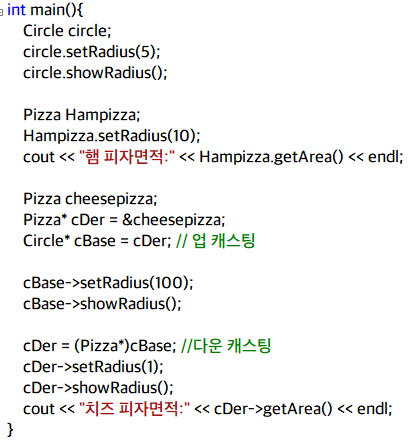 int main(){
Circle circle;
circle.setRadius(5);
circle.showRadius();
Pizza Hampizza;
Hampizza.setRadius(10);
cout << "햄 피자면적:" << Hampizza.getArea() << endl;
Pizza cheesepizza;
Pizza* cDer = &cheesepizza;
Circle* cBase = cDer; // 업 캐스팅
cBase->setRadius(100);
cBase->showRadius();
cDer = (Pizza*)cBase; //다운 캐스팅
cDer->setRadius(1);
cDer->showRadius();
cout << "치즈 피자면적:" << cDer->getArea() << endl;
}